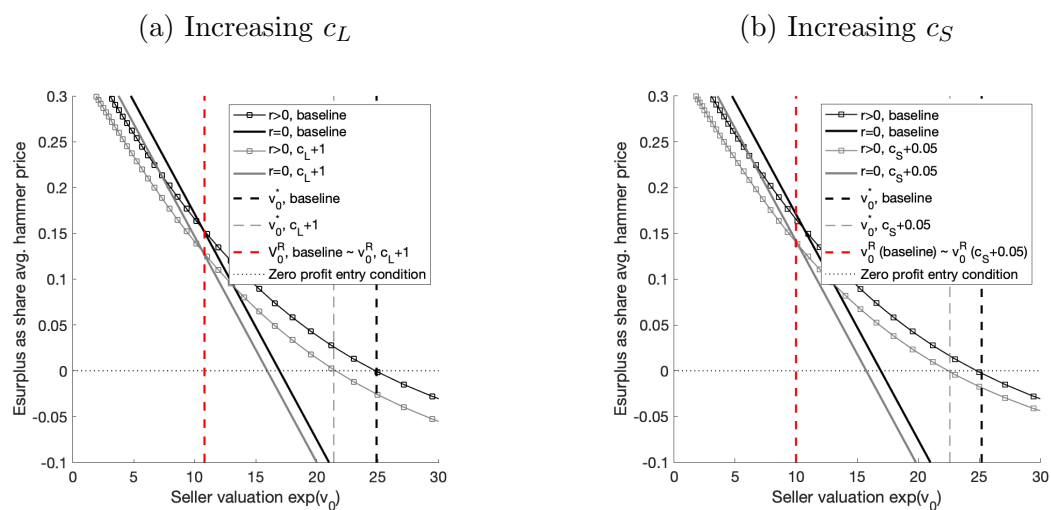 (a) Increasing c_L
Esurplus as share avg. hammer price
0.3
0.25
0.2
0.15
0.1
0.05
0
-0.05
-0.1
0 5 10 15 20 25 30
Seller valuation exp(v_0)
r>0, baseline
r=0, baseline
r>0, c_L+1
r=0, c_L+1
v_0^*, baseline
v_0^*, c_L+1
V_0^R, baseline ~ v_0^R, c_L+1
Zero profit entry condition
(b) Increasing c_S
Esurplus as share avg. hammer price
0.3
0.25
0.2
0.15
0.1
0.05
0
-0.05
-0.1
0 5 10 15 20 25 30
Seller valuation exp(v_0)
r>0, baseline
r=0, baseline
r>0, c_S+0.05
r=0, c_S+0.05
v_0^*, baseline
v_0^*, c_S+0.05
v_0^R (baseline) ~ v_0^R (c_S+0.05)
Zero profit entry condition